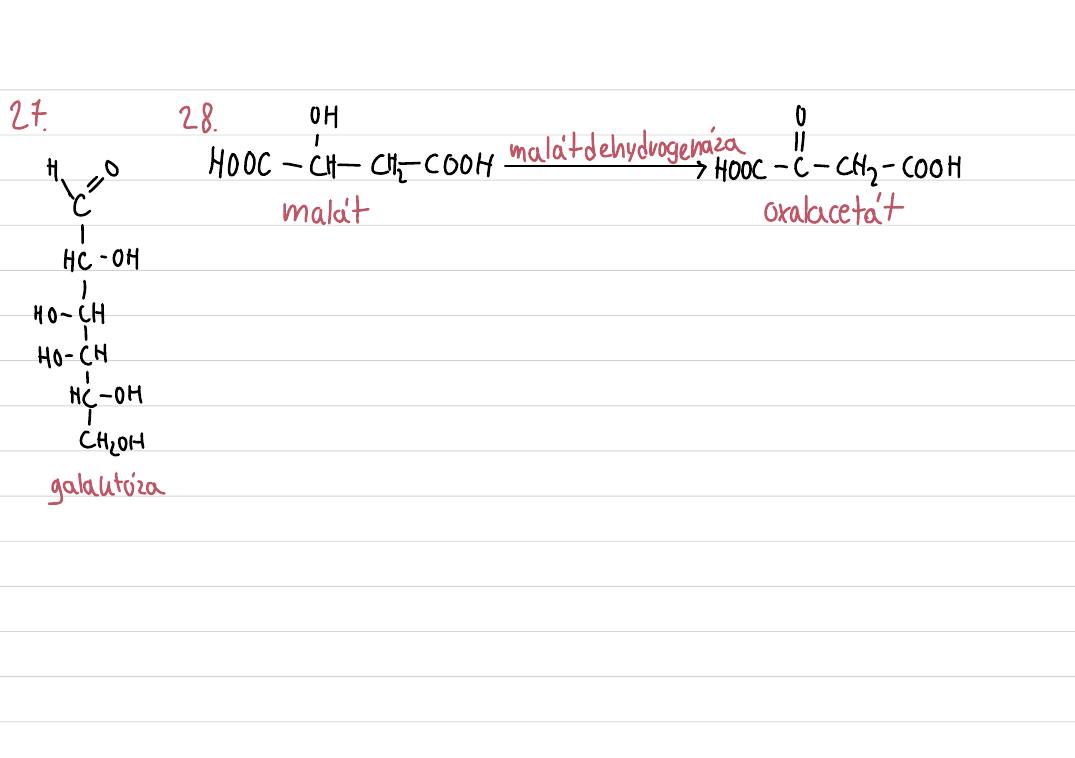 27.
H O
C
HC-OH
HO-CH
HO-CH
HC-OH
CH₂OH
galaktóza
28.
OH
HOOC-CH-CH₂-COOH
malát
malátdehydrogenáza
O
HOOC-C-CH₂-COOH
oxalacetát